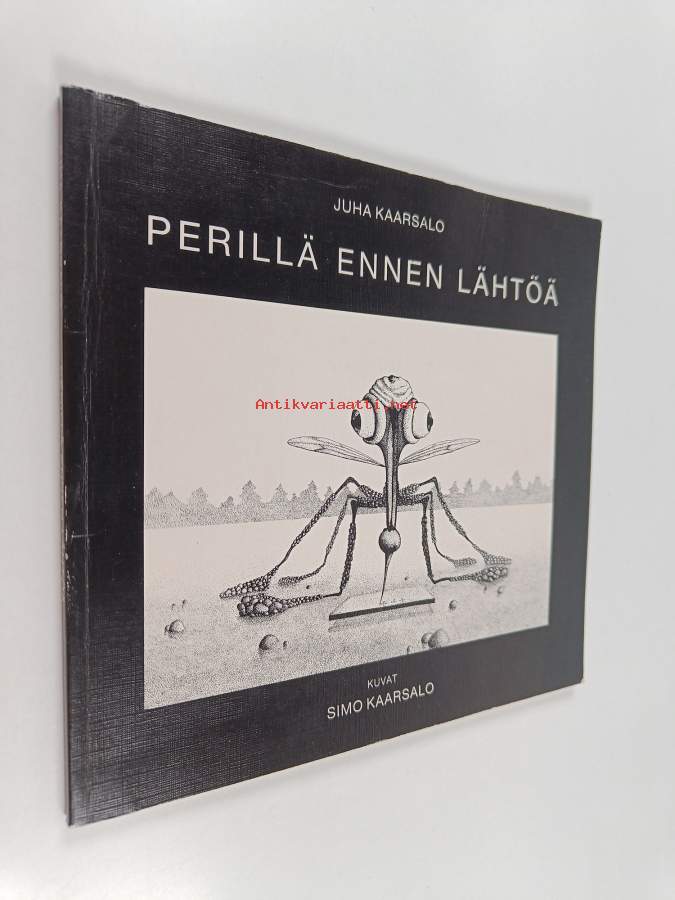 JUHA KAARSALO
PERILLÄ ENNEN LÄHTÖÄ
Antikvariaatti.net
KUVAT
SIMO KAARSALO